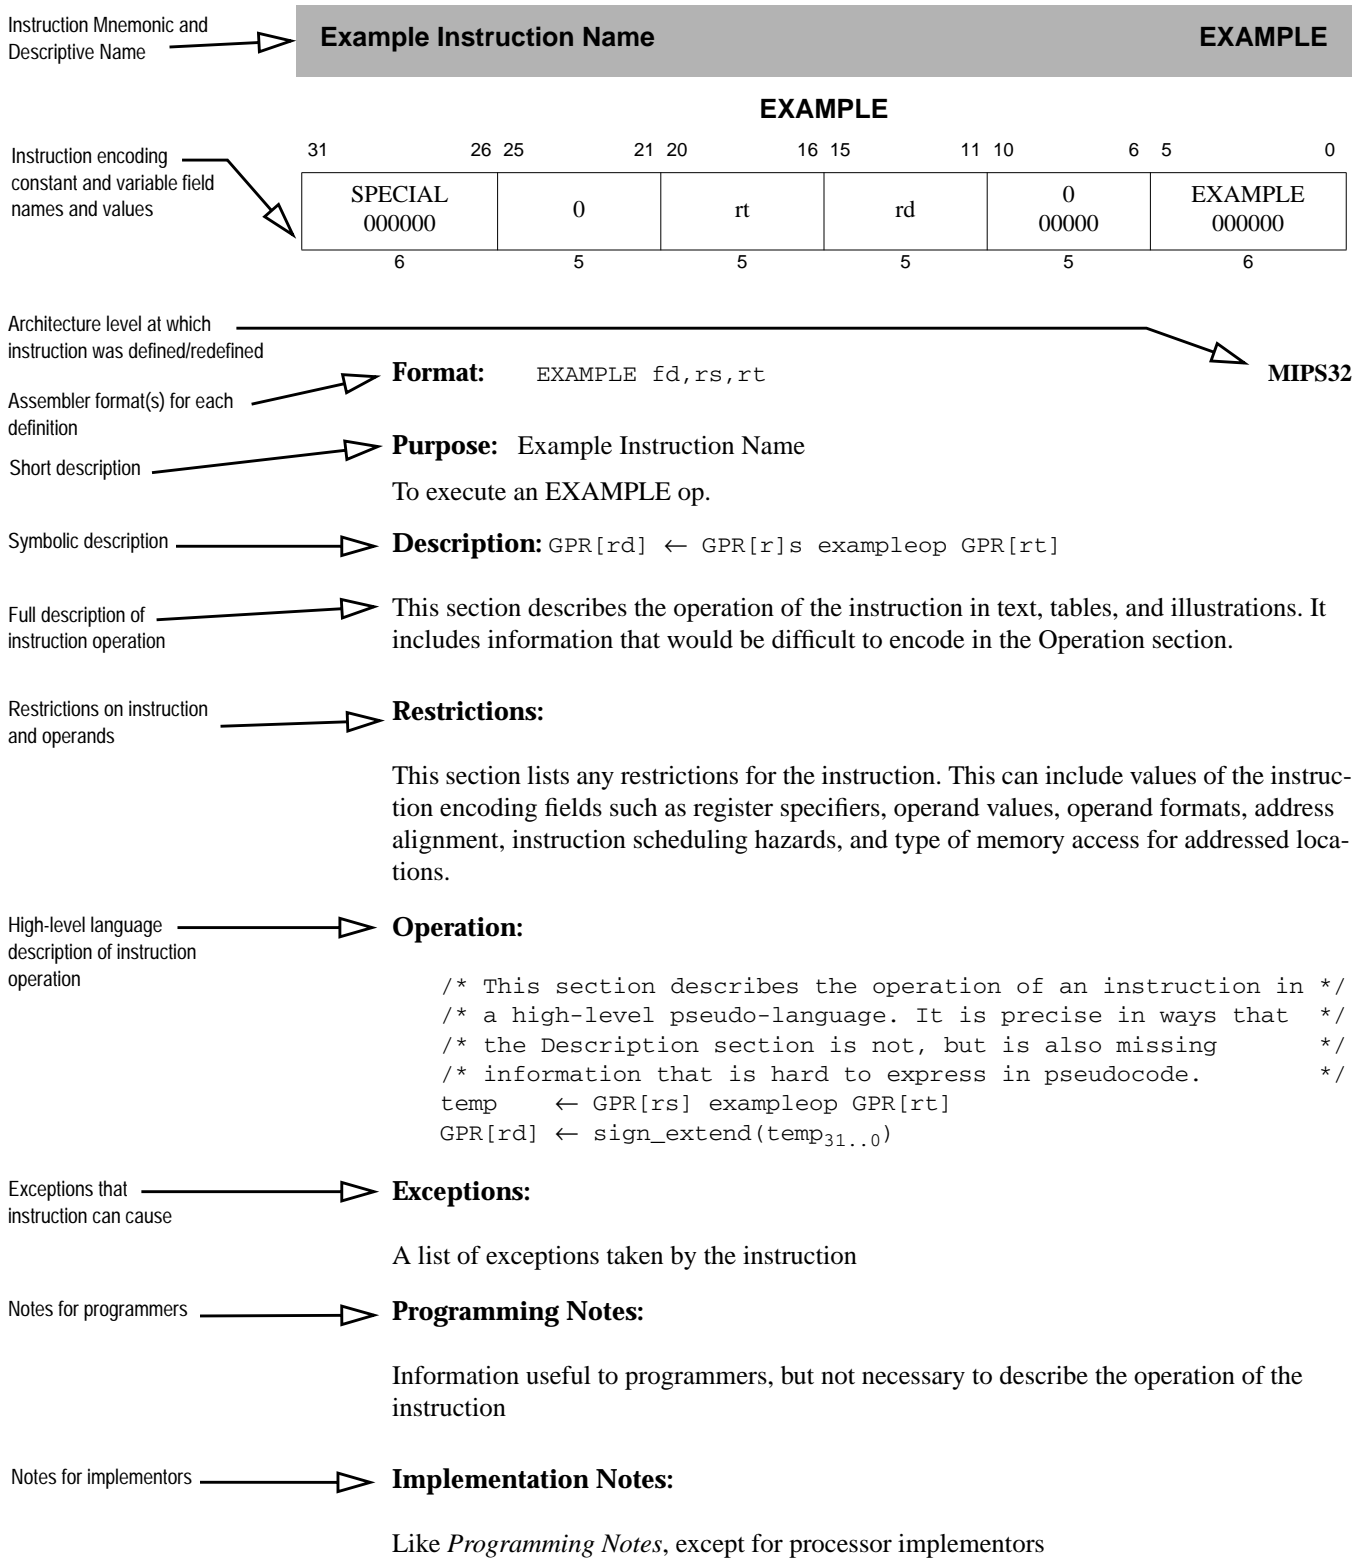 Instruction Mnemonic and
Descriptive Name
Example Instruction Name EXAMPLE
EXAMPLE
31 26 25 21 20 16 15 11 10 6 5 0
Instruction encoding
constant and variable field
names and values
SPECIAL 0 rt rd 0 EXAMPLE
000000 00000 000000
6 5 5 5 5 6
Architecture level at which
instruction was defined/redefined
Format: EXAMPLE fd,rs,rt MIPS32
Assembler format(s) for each
definition
Purpose: Example Instruction Name
Short description
To execute an EXAMPLE op.
Symbolic description
Description: GPR[rd] ← GPR[r]s exampleop GPR[rt]
Full description of
instruction operation
This section describes the operation of the instruction in text, tables, and illustrations. It
includes information that would be difficult to encode in the Operation section.
Restrictions on instruction
and operands
Restrictions:
This section lists any restrictions for the instruction. This can include values of the instruc-
tion encoding fields such as register specifiers, operand values, operand formats, address
alignment, instruction scheduling hazards, and type of memory access for addressed loca-
tions.
High-level language
description of instruction
operation
Operation:
/* This section describes the operation of an instruction in */
/* a high-level pseudo-language. It is precise in ways that */
/* the Description section is not, but is also missing */
/* information that is hard to express in pseudocode. */
temp ← GPR[rs] exampleop GPR[rt]
GPR[rd] ← sign_extend(temp31..0)
Exceptions that
instruction can cause
Exceptions:
A list of exceptions taken by the instruction
Notes for programmers
Programming Notes:
Information useful to programmers, but not necessary to describe the operation of the
instruction
Notes for implementors
Implementation Notes:
Like Programming Notes, except for processor implementors